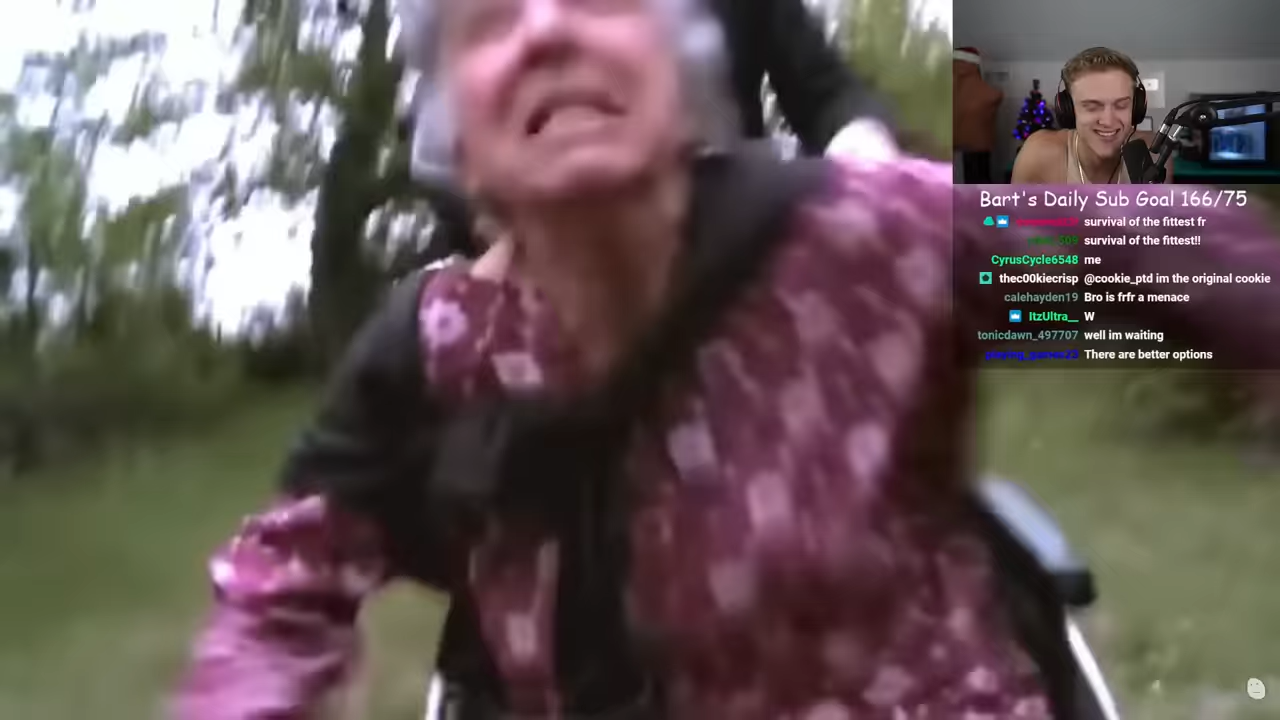 Bart's Daily Sub Goal 166/75
survival of the fittest fr
survival of the fittest!!
CyrusCycle6548 me
thec00kiecrisp @cookie_ptd im the original cookie
calehayden19 Bro is frfr a menace
ItzUltra__ W
tonicdawn_497707 well im waiting
There are better options